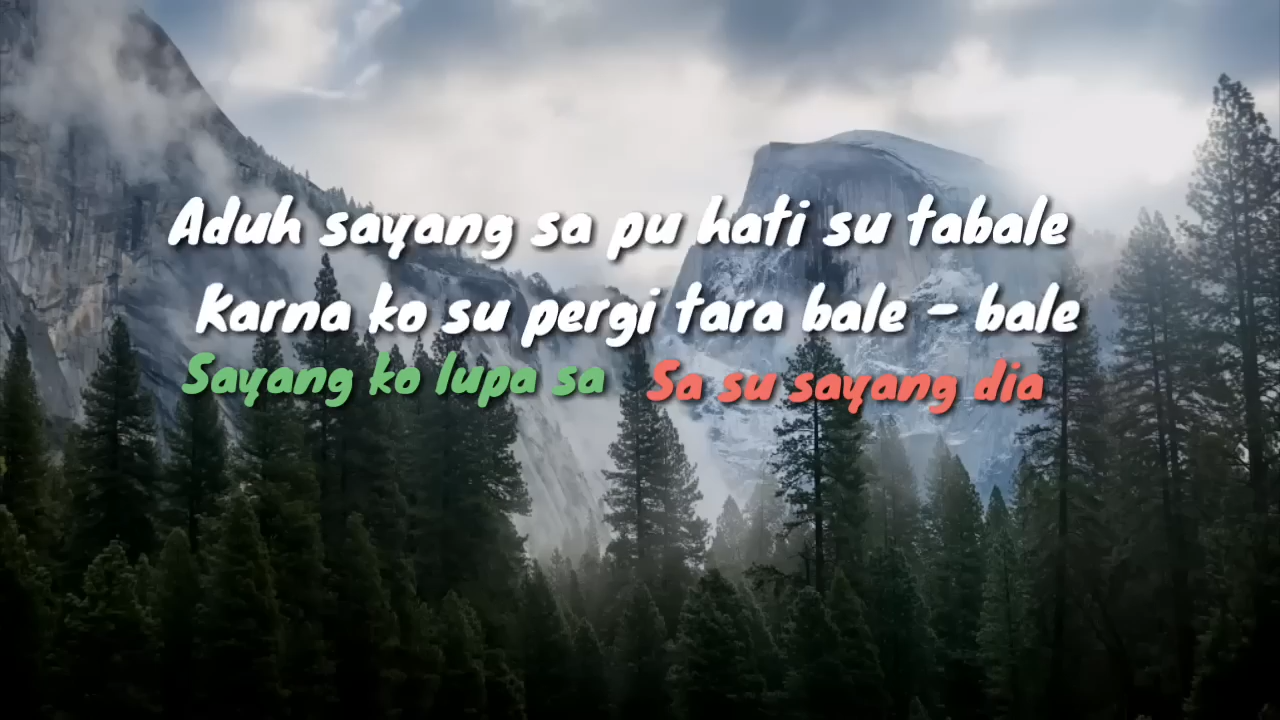 Aduh sayang sa pu hati su tabale
Karna ko su pergi tara bale - bale
Sayang ko lupa sa Sa su sayang dia